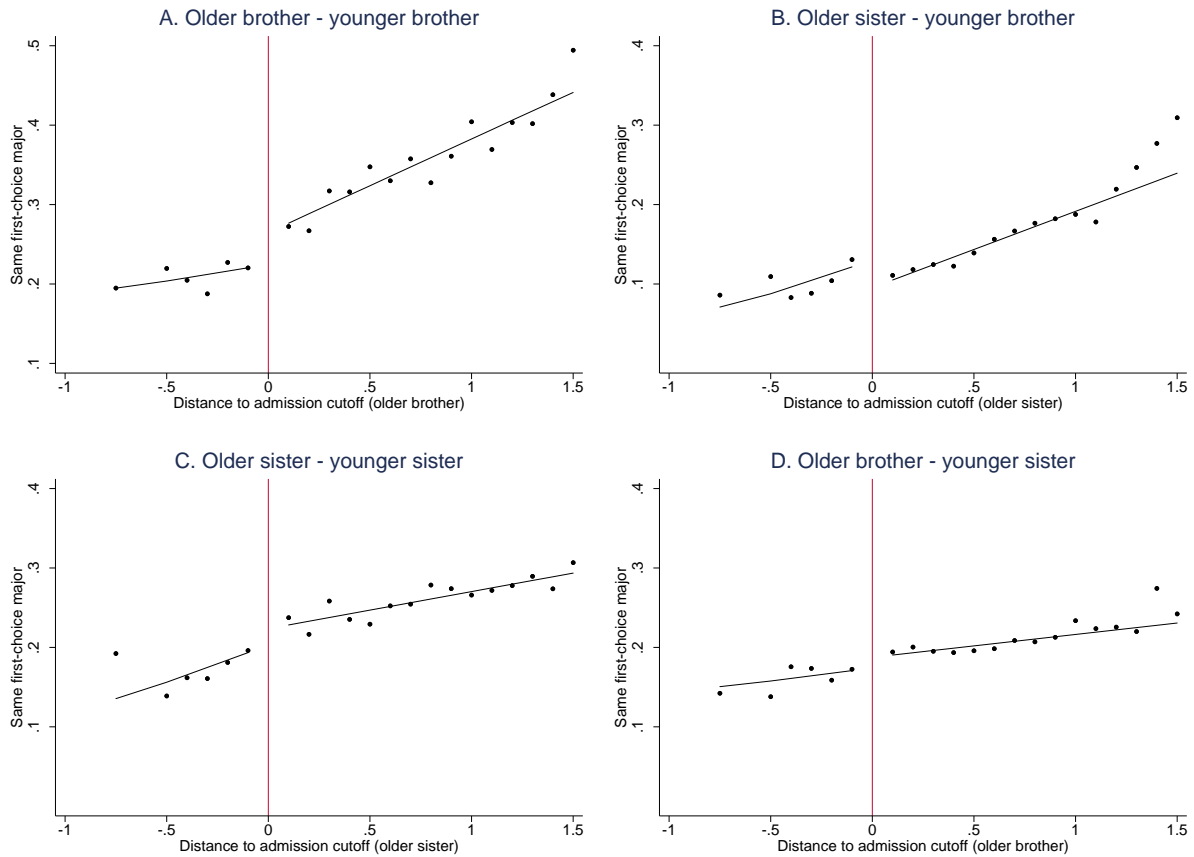 A. Older brother - younger brother
.5
.4
.3
.2
.1
Same first-choice major
-1 -.5 0 .5 1 1.5
Distance to admission cutoff (older brother)
B. Older sister - younger brother
.4
.3
.2
.1
Same first-choice major
-1 -.5 0 .5 1 1.5
Distance to admission cutoff (older sister)
C. Older sister - younger sister
.4
.3
.2
.1
Same first-choice major
-1 -.5 0 .5 1 1.5
Distance to admission cutoff (older sister)
D. Older brother - younger sister
.4
.3
.2
.1
Same first-choice major
-1 -.5 0 .5 1 1.5
Distance to admission cutoff (older brother)